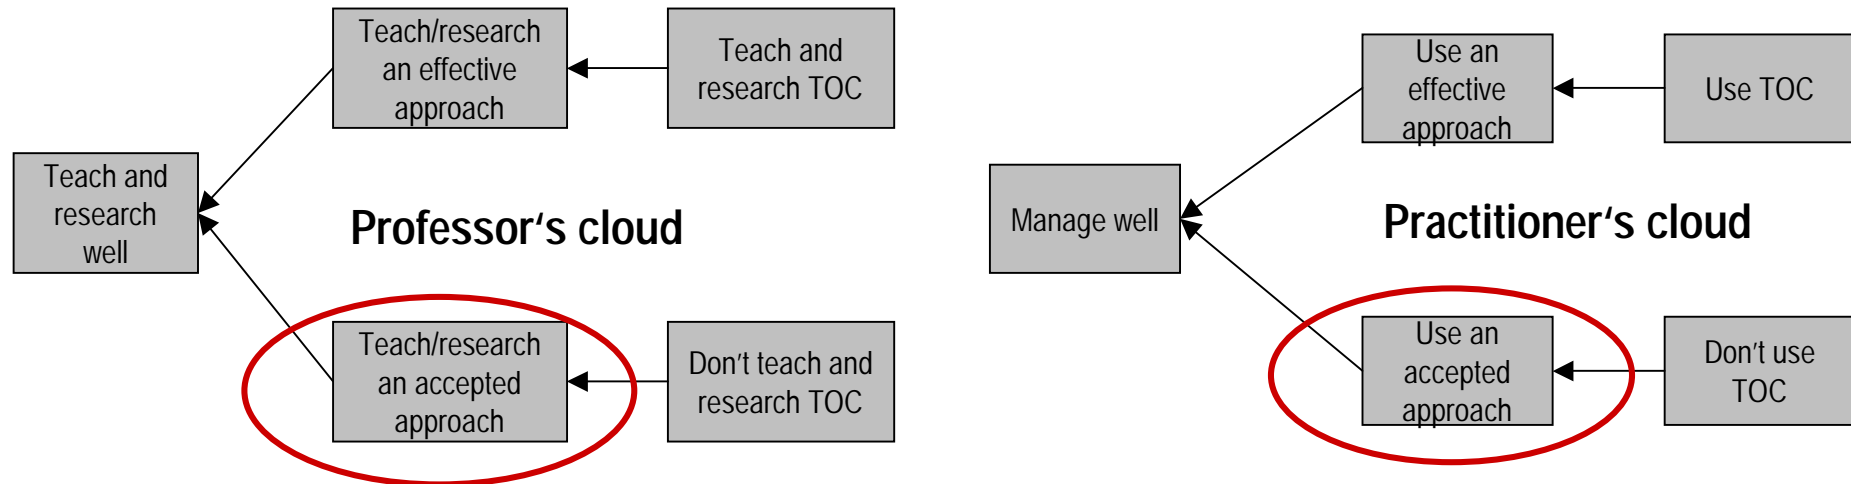 Teach/research
an effective
approach
Teach and
research TOC
Teach and
research
well
Professor‘s cloud
Teach/research
an accepted
approach
Don’t teach and
research TOC
Use an
effective
approach
Use TOC
Manage well
Practitioner‘s cloud
Use an
accepted
approach
Don’t use
TOC